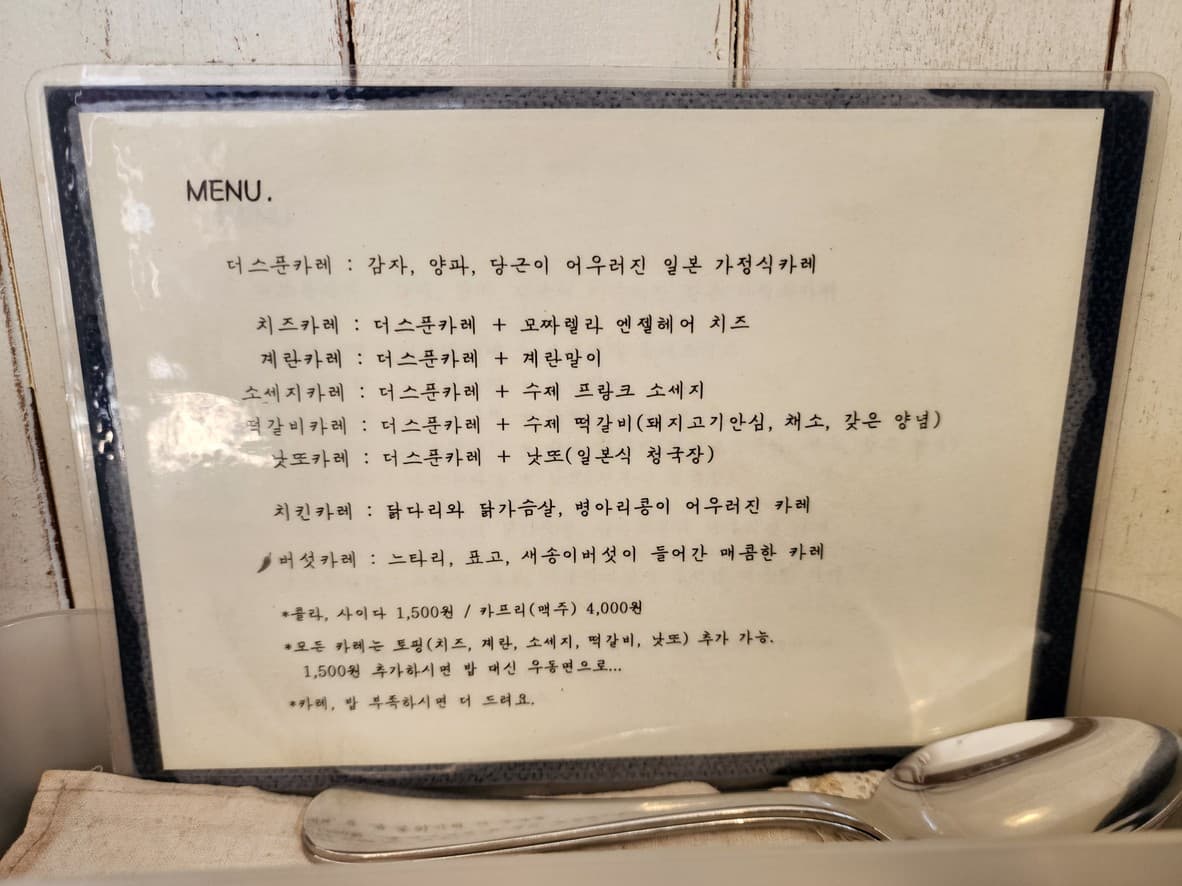 MENU.
더스푼카레 : 감자, 양파, 당근이 어우러진 일본 가정식카레
치즈카레 : 더스푼카레 + 모짜렐라 엔젤헤어 치즈
계란카레 : 더스푼카레 + 계란말이
소세지카레 : 더스푼카레 + 수제 프랑크 소세지
떡갈비카레 : 더스푼카레 + 수제 떡갈비(돼지고기안심, 채소, 갖은 양념)
낫또카레 : 더스푼카레 + 낫또(일본식 청국장)
치킨카레 : 닭다리와 닭가슴살, 병아리콩이 어우러진 카레
버섯카레 : 느타리, 표고, 새송이버섯이 들어간 매콤한 카레
*콜라, 사이다 1,500원 / 카프리(맥주) 4,000원
*모든 카레는 토핑(치즈, 계란, 소세지, 떡갈비, 낫또) 추가 가능.
1,500원 추가하시면 밥 대신 우동면으로...
*카레, 밥 부족하시면 더 드려요.